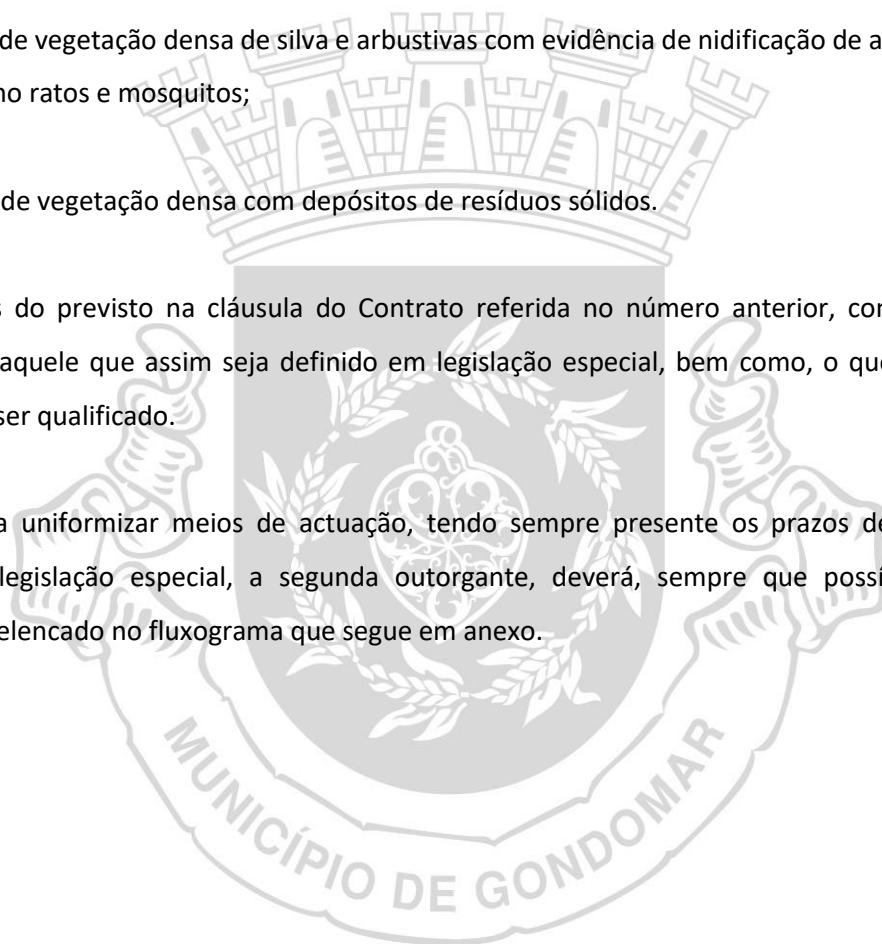 de vegetação densa de silva e arbustivas com evidência de nidificação de a
ratos e mosquitos;
de vegetação densa com depósitos de resíduos sólidos.
do previsto na cláusula do Contrato referida no número anterior,
aquele que assim seja definido em legislação especial, bem como, o que
ser qualificado.
a uniformizar meios de actuação, tendo sempre presente os prazos de
legislação especial, a segunda outorgante, deverá, sempre que
elencado no fluxograma que segue em anexo.
MUNICÍPIO DE GONDOMAR